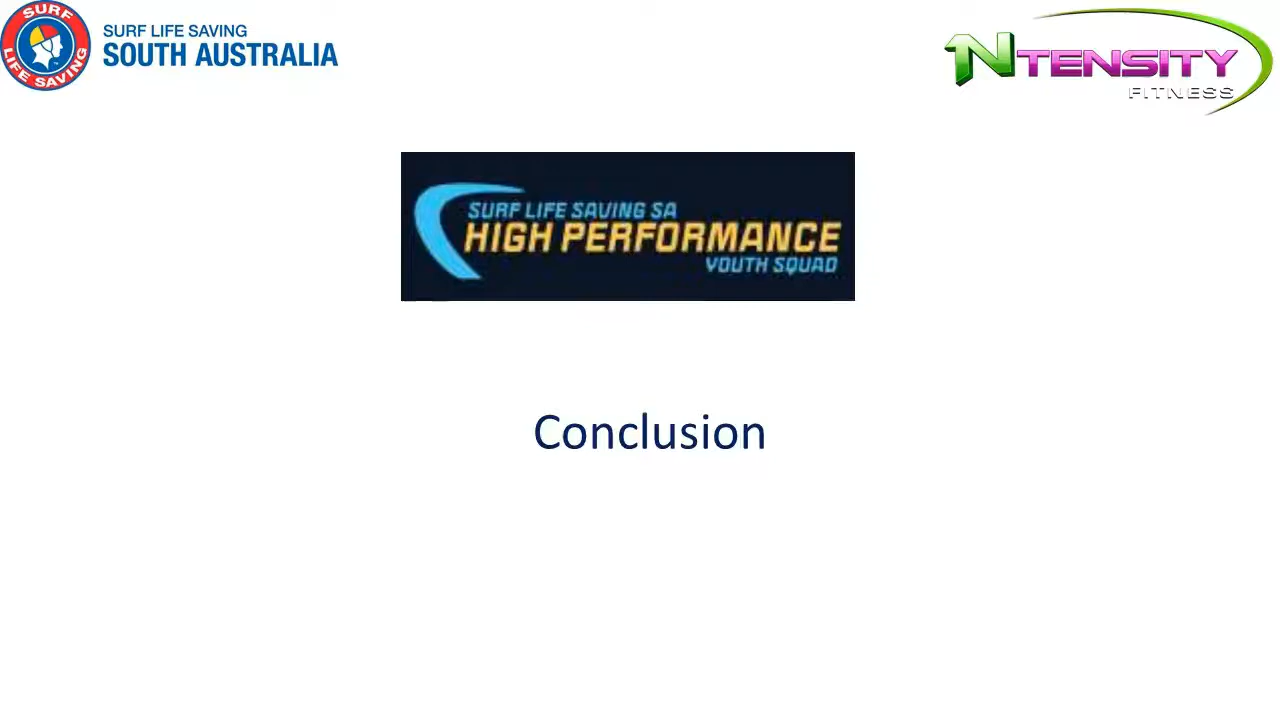 SURF
LIFE SAVING
SURF LIFE SAVING
SOUTH AUSTRALIA
NTENSITY
FITNESS
SURF LIFE SAVING SA
HIGH PERFORMANCE
YOUTH SQUAD
Conclusion